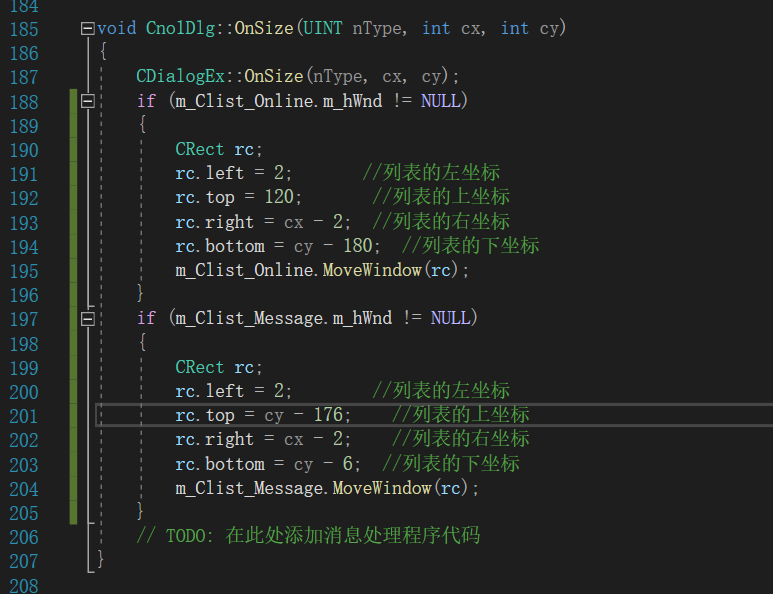 184
185 void CnolDlg::OnSize(UINT nType, int cx, int cy)
186 {
187 CDialogEx::OnSize(nType, cx, cy);
188 if (m_Clist_Online.m_hWnd != NULL)
189 {
190 CRect rc;
191 rc.left = 2; //列表的左坐标
192 rc.top = 120; //列表的上坐标
193 rc.right = cx - 2; //列表的右坐标
194 rc.bottom = cy - 180; //列表的下坐标
195 m_Clist_Online.MoveWindow(rc);
196 }
197 if (m_Clist_Message.m_hWnd != NULL)
198 {
199 CRect rc;
200 rc.left = 2; //列表的左坐标
201 rc.top = cy - 176; //列表的上坐标
202 rc.right = cx - 2; //列表的右坐标
203 rc.bottom = cy - 6; //列表的下坐标
204 m_Clist_Message.MoveWindow(rc);
205 }
206 // TODO: 在此处添加消息处理程序代码
207 }
208